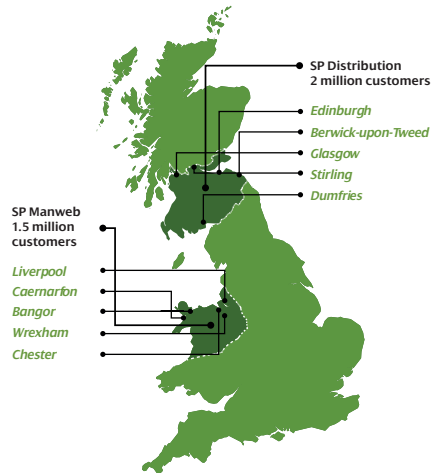 SP Distribution
2 million customers
Edinburgh
Berwick-upon-Tweed
Glasgow
Stirling
Dumfries
SP Manweb
1.5 million
customers
Liverpool
Caernarfon
Bangor
Wrexham
Chester